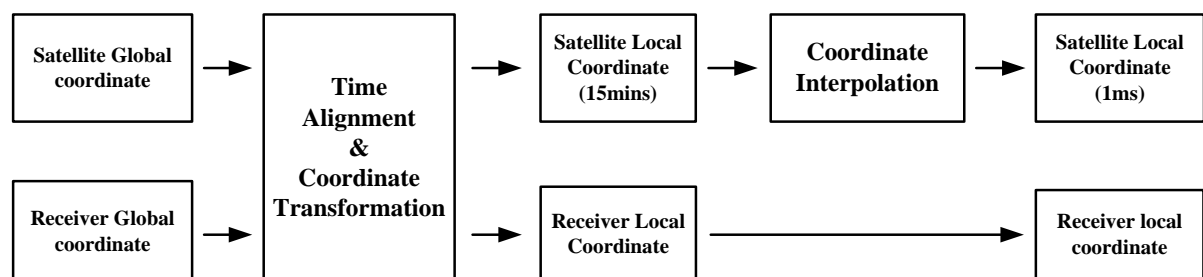 Satellite Global
coordinate
Time
Alignment
&
Coordinate
Transformation
Satellite Local
Coordinate
(15mins)
Coordinate
Interpolation
Satellite Local
Coordinate
(1ms)
Receiver Global
coordinate
Receiver Local
Coordinate
Receiver local
coordinate